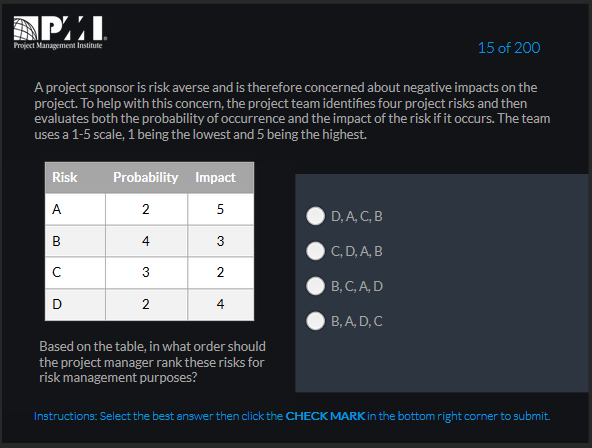 PMI
Project Management Institute
15 of 200
A project sponsor is risk averse and is therefore concerned about negative impacts on the
project. To help with this concern, the project team identifies four project risks and then
evaluates both the probability of occurrence and the impact of the risk if it occurs. The team
uses a 1-5 scale, 1 being the lowest and 5 being the highest.
Risk Probability Impact
A 2 5
B 4 3
C 3 2
D 2 4
D, A, C, B
C, D, A, B
B, C, A, D
B, A, D, C
Based on the table, in what order should
the project manager rank these risks for
risk management purposes?
Instructions: Select the best answer then click the CHECK MARK in the bottom right corner to submit.